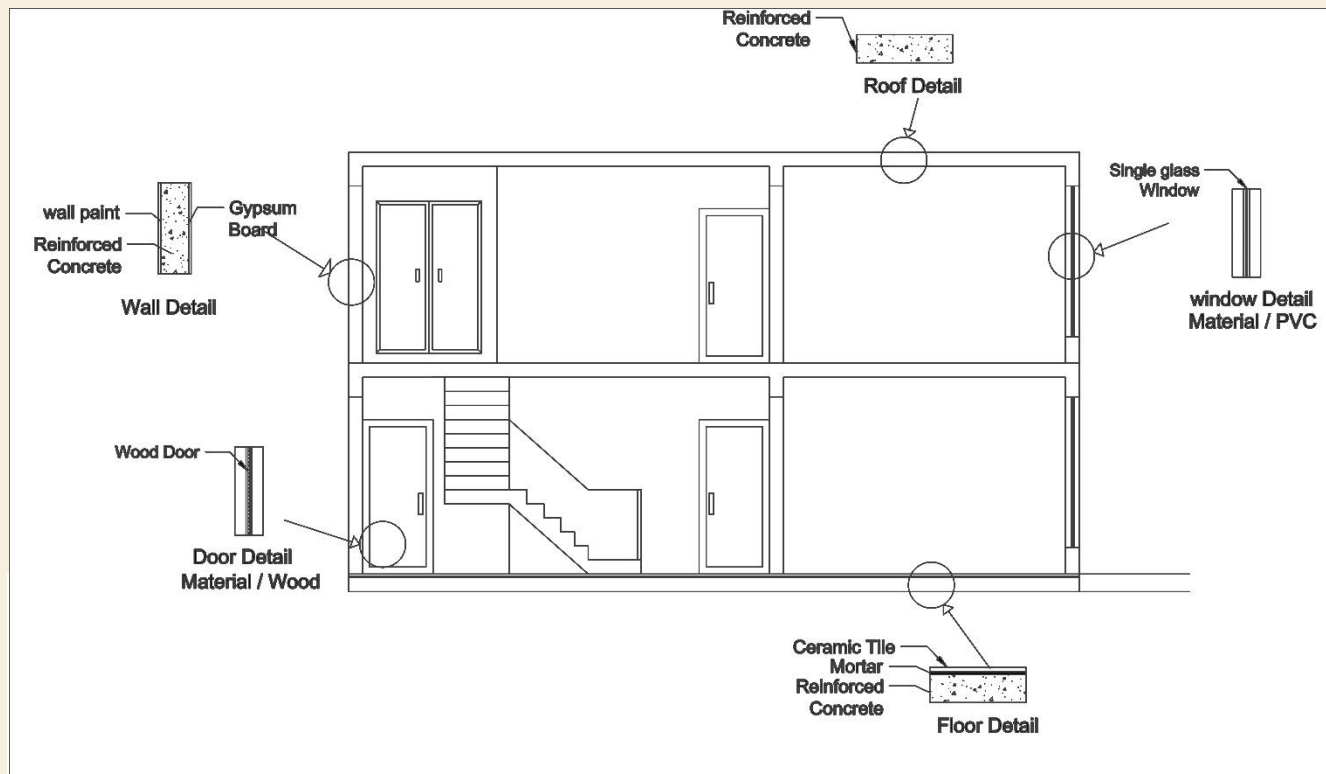 Reinforced
Concrete
Roof Detail
Single glass
Window
window Detail
Material / PVC
wall paint
Gypsum
Board
Reinforced
Concrete
Wall Detail
Wood Door
Door Detail
Material / Wood
Ceramic Tile
Mortar
Reinforced
Concrete
Floor Detail